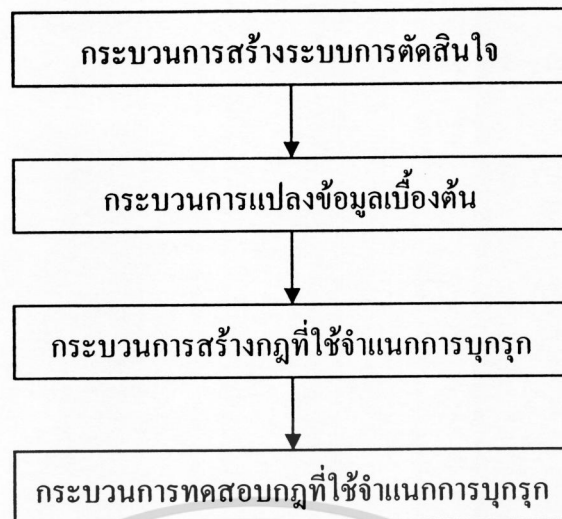 กระบวนการสร้างระบบการตัดสินใจ
กระบวนการแปลงข้อมูลเบื้องต้น
กระบวนการสร้างกฎที่ใช้จำแนกการบุกรุก
กระบวนการทดสอบกฎที่ใช้จำแนกการบุกรุก